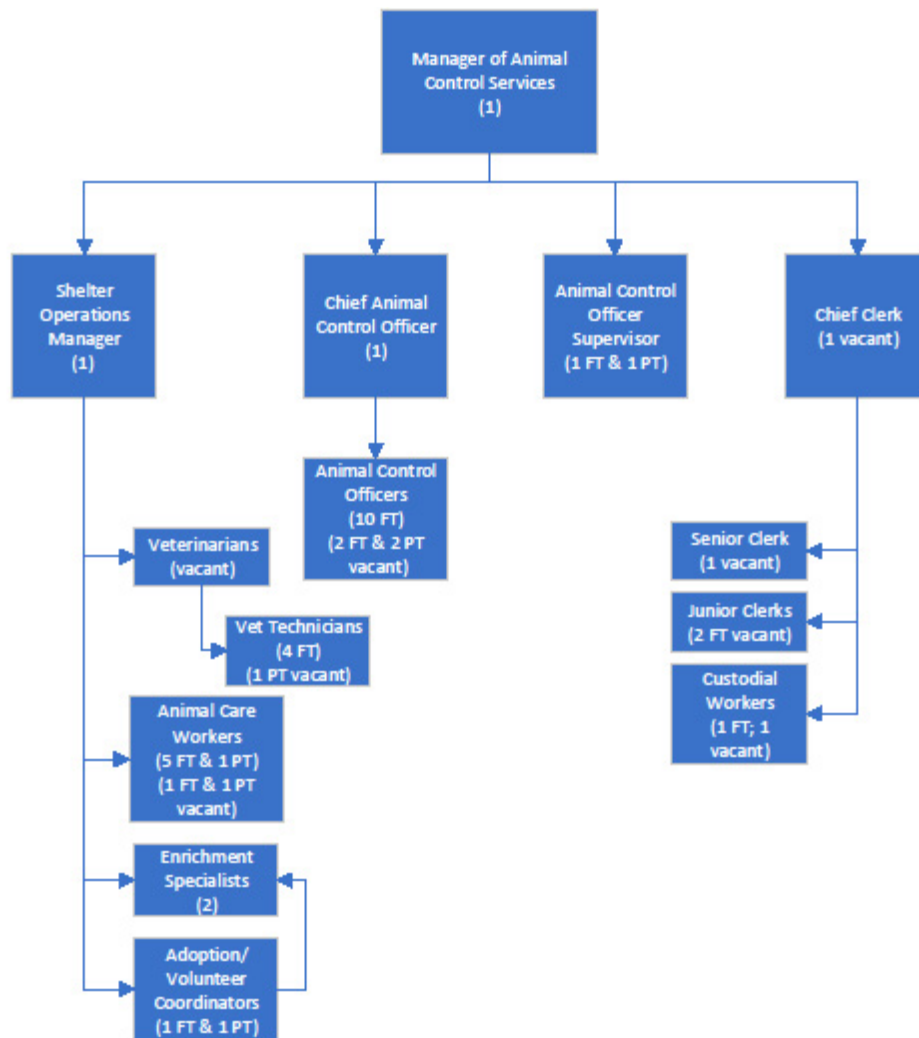 Manager of Animal
Control Services
(1)
Shelter
Operations
Manager
(1)
Chief Animal
Control Officer
(1)
Animal Control
Officer
Supervisor
(1 FT & 1 PT)
Chief Clerk
(1 vacant)
Animal Control
Officers
(10 FT)
(2 FT & 2 PT
vacant)
Veterinarians
(vacant)
Vet Technicians
(4 FT)
(1 PT vacant)
Animal Care
Workers
(5 FT & 1 PT)
(1 FT & 1 PT
vacant)
Enrichment
Specialists
(2)
Adoption/
Volunteer
Coordinators
(1 FT & 1 PT)
Senior Clerk
(1 vacant)
Junior Clerks
(2 FT vacant)
Custodial
Workers
(1 FT; 1
vacant)